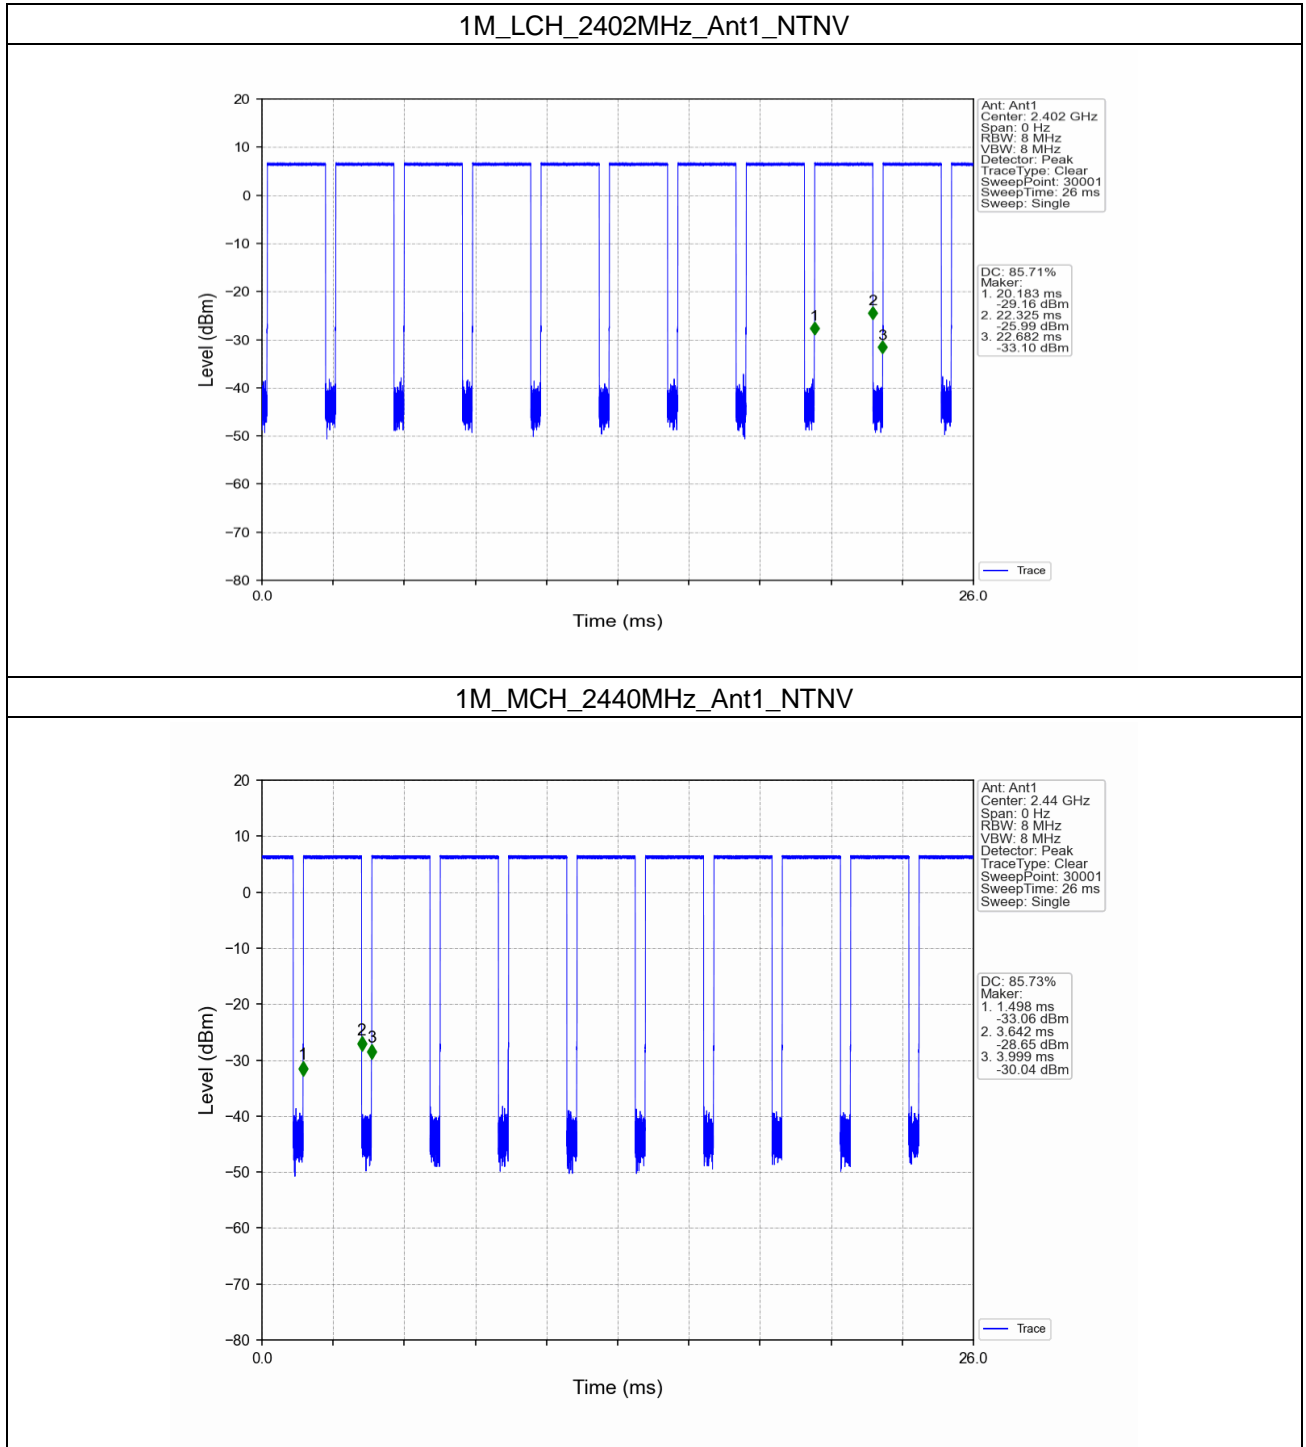 1M_LCH_2402MHz_Ant1_NTNV
20
10
0
−10
−20
−30
−40
−50
−60
−70
−80
Level (dBm)
0.0
26.0
Time (ms)
1
2
3
Ant: Ant1
Center: 2.402 GHz
Span: 0 Hz
RBW: 8 MHz
VBW: 8 MHz
Detector: Peak
TraceType: Clear
SweepPoint: 30001
SweepTime: 26 ms
Sweep: Single
DC: 85.71%
Maker:
1. 20.183 ms
-29.16 dBm
2. 22.325 ms
-25.99 dBm
3. 22.682 ms
-33.10 dBm
Trace
1M_MCH_2440MHz_Ant1_NTNV
20
10
0
−10
−20
−30
−40
−50
−60
−70
−80
Level (dBm)
0.0
26.0
Time (ms)
1
2
3
Ant: Ant1
Center: 2.44 GHz
Span: 0 Hz
RBW: 8 MHz
VBW: 8 MHz
Detector: Peak
TraceType: Clear
SweepPoint: 30001
SweepTime: 26 ms
Sweep: Single
DC: 85.73%
Maker:
1. 1.498 ms
-33.06 dBm
2. 3.642 ms
-28.65 dBm
3. 3.999 ms
-30.04 dBm
Trace